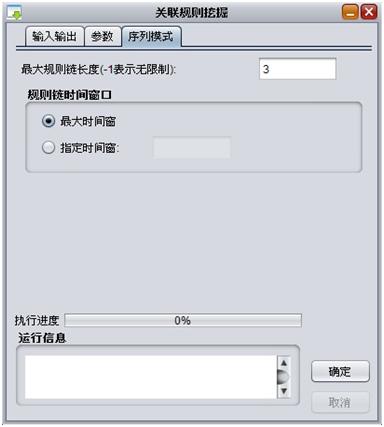 关联规则挖掘
输入输出 参数 序列模式
最大规则链长度(-1表示无限制): 3
规则链时间窗口
最大时间窗
指定时间窗:
执行进度 0%
运行信息
确定
取消